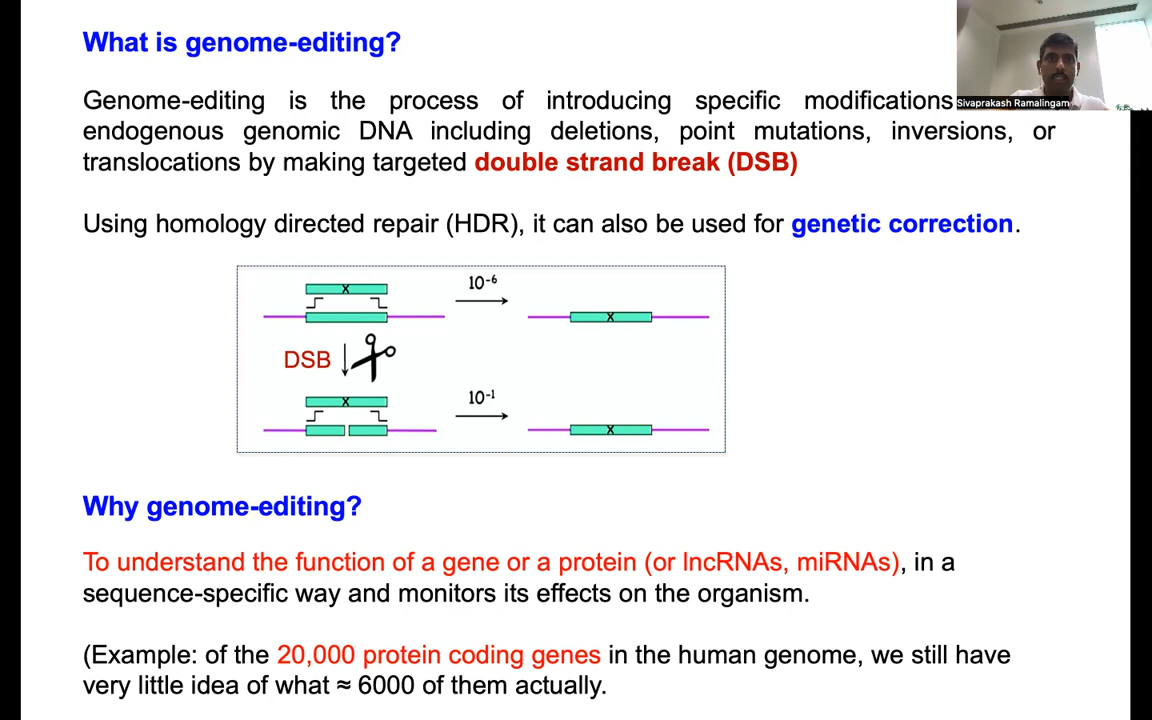 What is genome-editing?
Genome-editing is the process of introducing specific modifications
Sivaprakash Ramalingam
endogenous genomic DNA including deletions, point mutations, inversions, or
translocations by making targeted double strand break (DSB)
Using homology directed repair (HDR), it can also be used for genetic correction.
X
10-6
X
DSB
X
10-1
X
Why genome-editing?
To understand the function of a gene or a protein (or lncRNAs, miRNAs), in a
sequence-specific way and monitors its effects on the organism.
(Example: of the 20,000 protein coding genes in the human genome, we still have
very little idea of what ≈ 6000 of them actually.